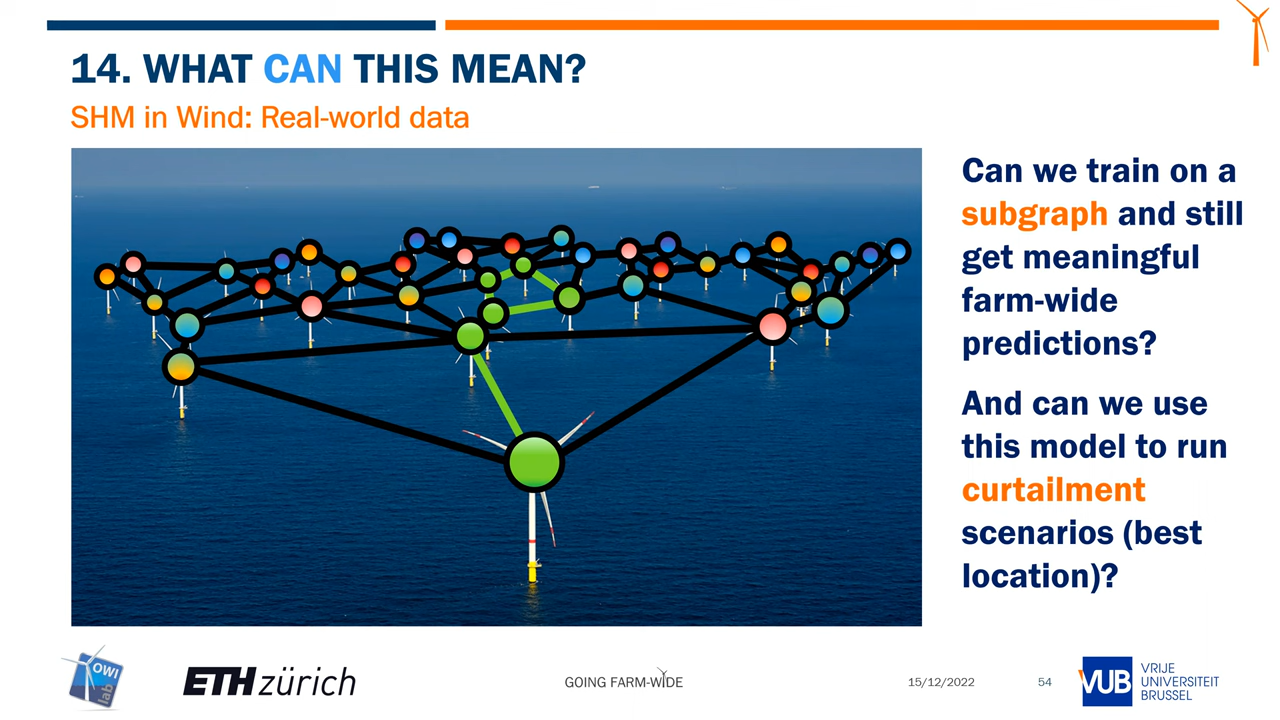 14. WHAT CAN THIS MEAN?
SHM in Wind: Real-world data
Can we train on a
subgraph and still
get meaningful
farm-wide
predictions?
And can we use
this model to run
curtailment
scenarios (best
location)?
OWI
lab
ETH zürich
GOING FARM-WIDE
15/12/2022
54
VUB
VRIJE
UNIVERSITEIT
BRUSSEL